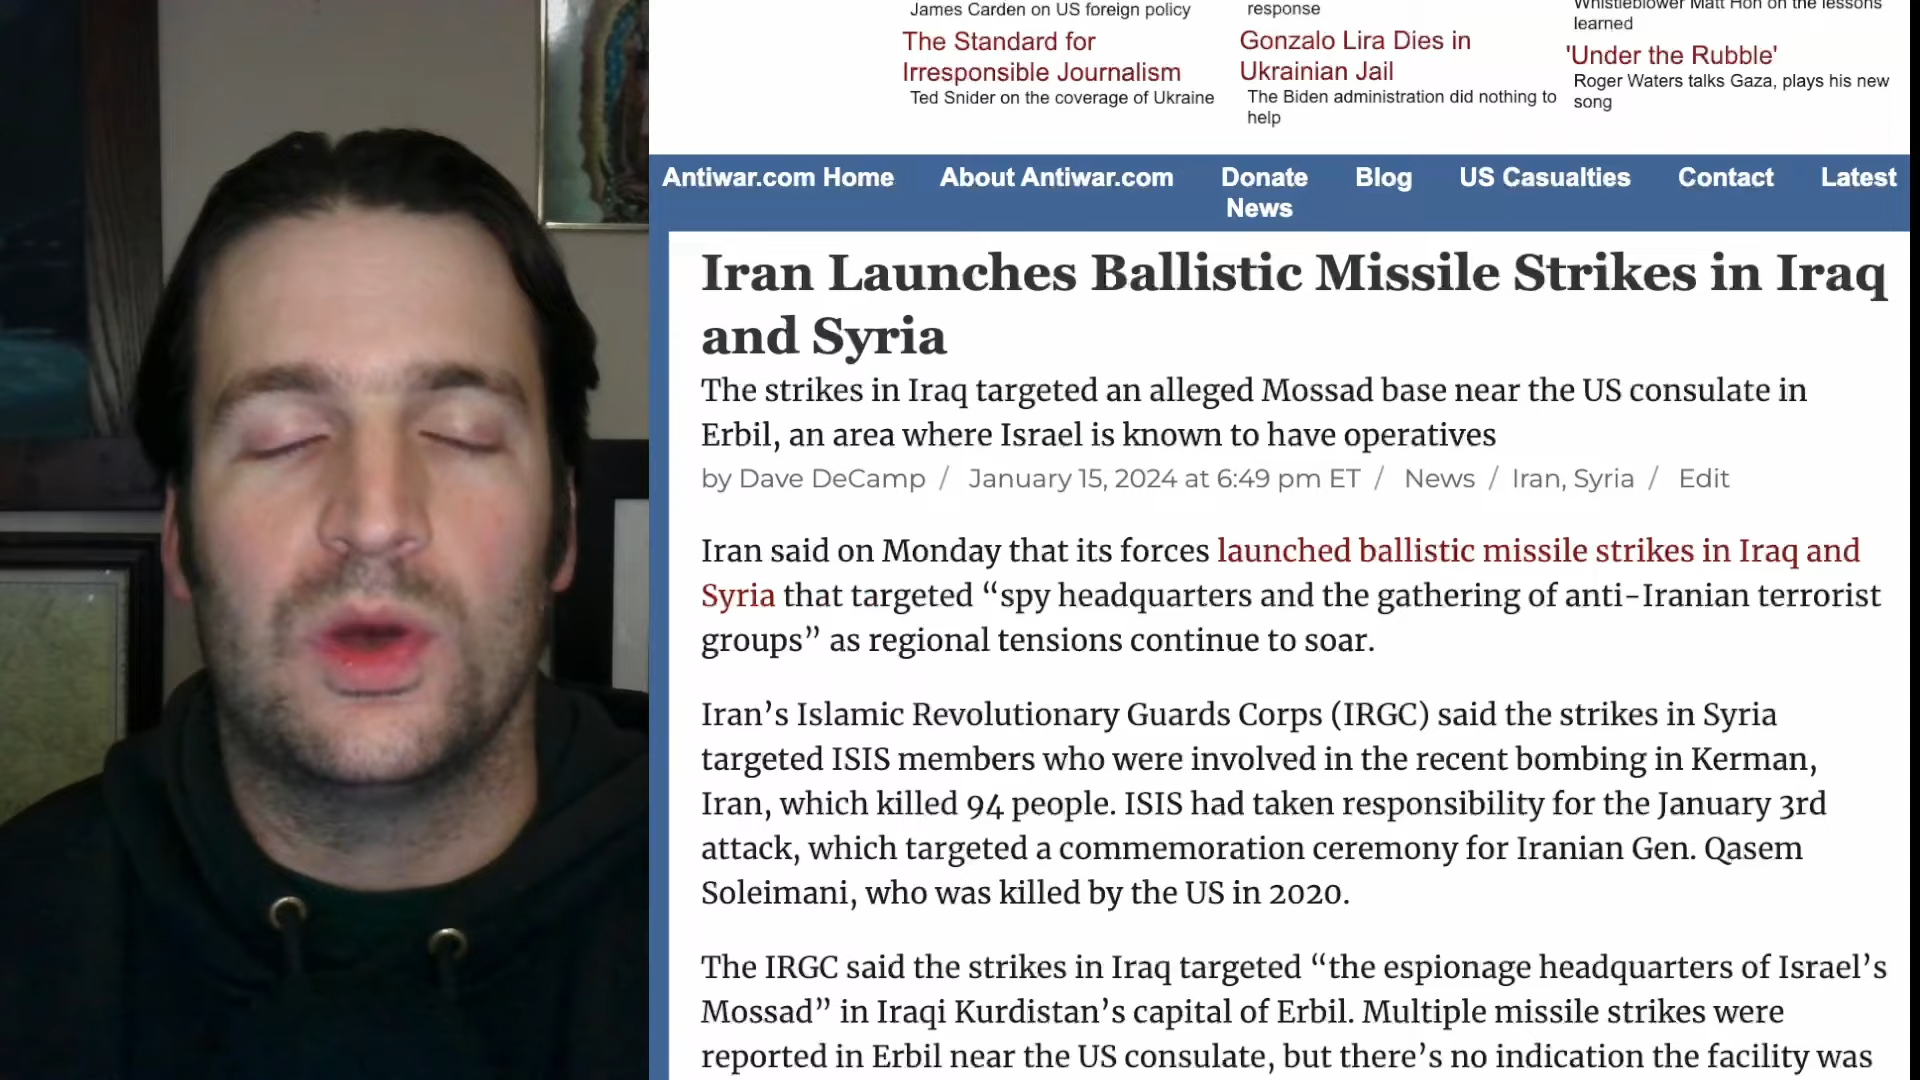 James Carden on US foreign policy
The Standard for
Irresponsible Journalism
Ted Snider on the coverage of Ukraine
response
Gonzalo Lira Dies in
Ukrainian Jail
The Biden administration did nothing to
help
Whistleblower Matt Hoh on the lessons
learned
'Under the Rubble'
Roger Waters talks Gaza, plays his new
song
Antiwar.com Home About Antiwar.com Donate Blog US Casualties Contact Latest
News
Iran Launches Ballistic Missile Strikes in Iraq
and Syria
The strikes in Iraq targeted an alleged Mossad base near the US consulate in
Erbil, an area where Israel is known to have operatives
by Dave DeCamp / January 15, 2024 at 6:49 pm ET / News / Iran, Syria / Edit
Iran said on Monday that its forces launched ballistic missile strikes in Iraq and
Syria that targeted “spy headquarters and the gathering of anti-Iranian terrorist
groups” as regional tensions continue to soar.
Iran’s Islamic Revolutionary Guards Corps (IRGC) said the strikes in Syria
targeted ISIS members who were involved in the recent bombing in Kerman,
Iran, which killed 94 people. ISIS had taken responsibility for the January 3rd
attack, which targeted a commemoration ceremony for Iranian Gen. Qasem
Soleimani, who was killed by the US in 2020.
The IRGC said the strikes in Iraq targeted “the espionage headquarters of Israel’s
Mossad” in Iraqi Kurdistan’s capital of Erbil. Multiple missile strikes were
reported in Erbil near the US consulate, but there’s no indication the facility was